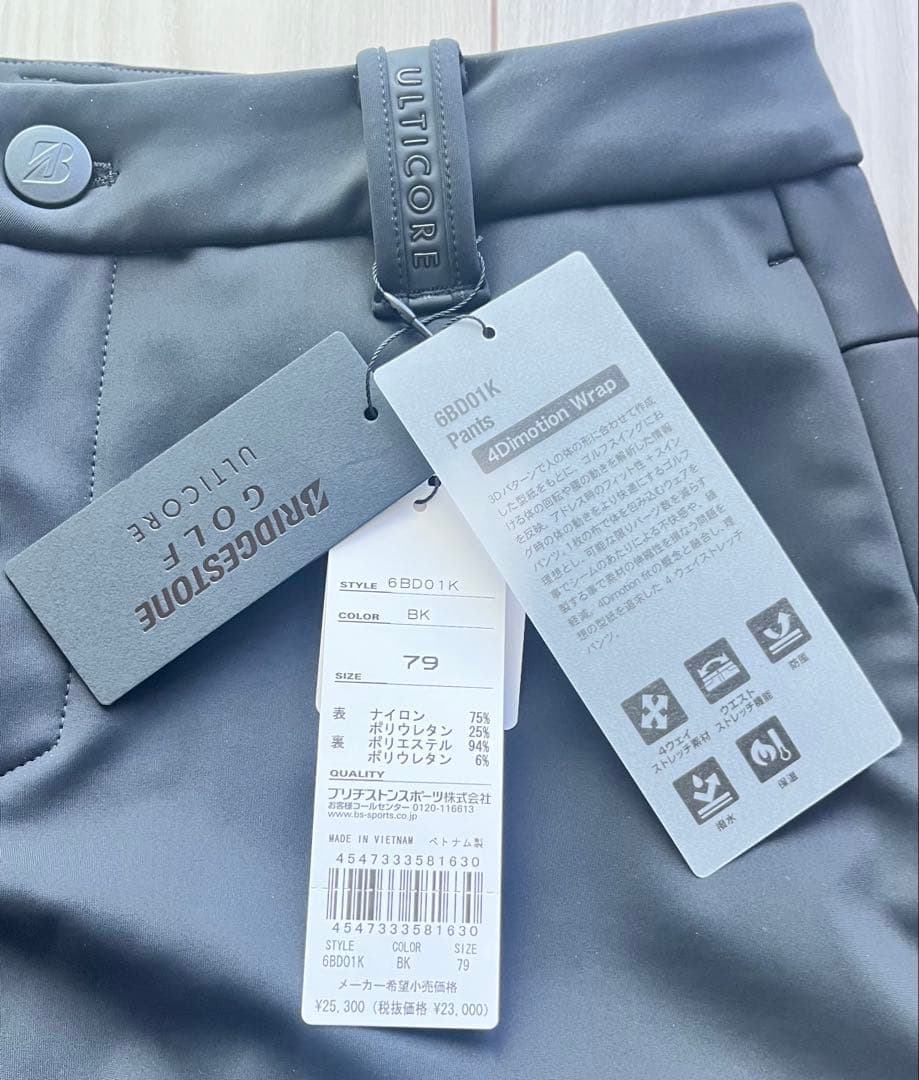 ULTICORE
BRIDGESTONE
GOLF
ULTICORE
6BD01K
Pants
4Dimotion Wrap
3Dパターンで人の体の形に合わせて作成
した型紙をもとに、ゴルフスイングにお
ける体の回転や腰の動きを解析した情報
を反映。アドレス時のフィット性+スイン
グ時の体の動きをより快適にするゴルフ
パンツ。1枚の布で体を包み込むウェアを
理想とし、可能な限りパーツ数を減らす
事でシームのあたりによる不快感や、縫
製する事で素材の伸縮性を損なう問題を
軽減。4Dimotion fitの概念と融合し、理
想の型紙を追求した 4 ウェイストレッチ
パンツ。
4ウェイ
ストレッチ素材
ウエスト
ストレッチ機能
防風
撥水
保温
STYLE 6BD01K
COLOR BK
SIZE 79
表 ナイロン 75%
ポリウレタン 25%
裏 ポリエステル 94%
ポリウレタン 6%
QUALITY
ブリヂストンスポーツ株式会社
お客様コールセンター 0120-116613
www.bs-sports.co.jp
MADE IN VIETNAM ベトナム製
4547333581630
4547333581630
STYLE COLOR SIZE
6BD01K BK 79
メーカー希望小売価格
¥25,300 (税抜価格 ¥23,000)